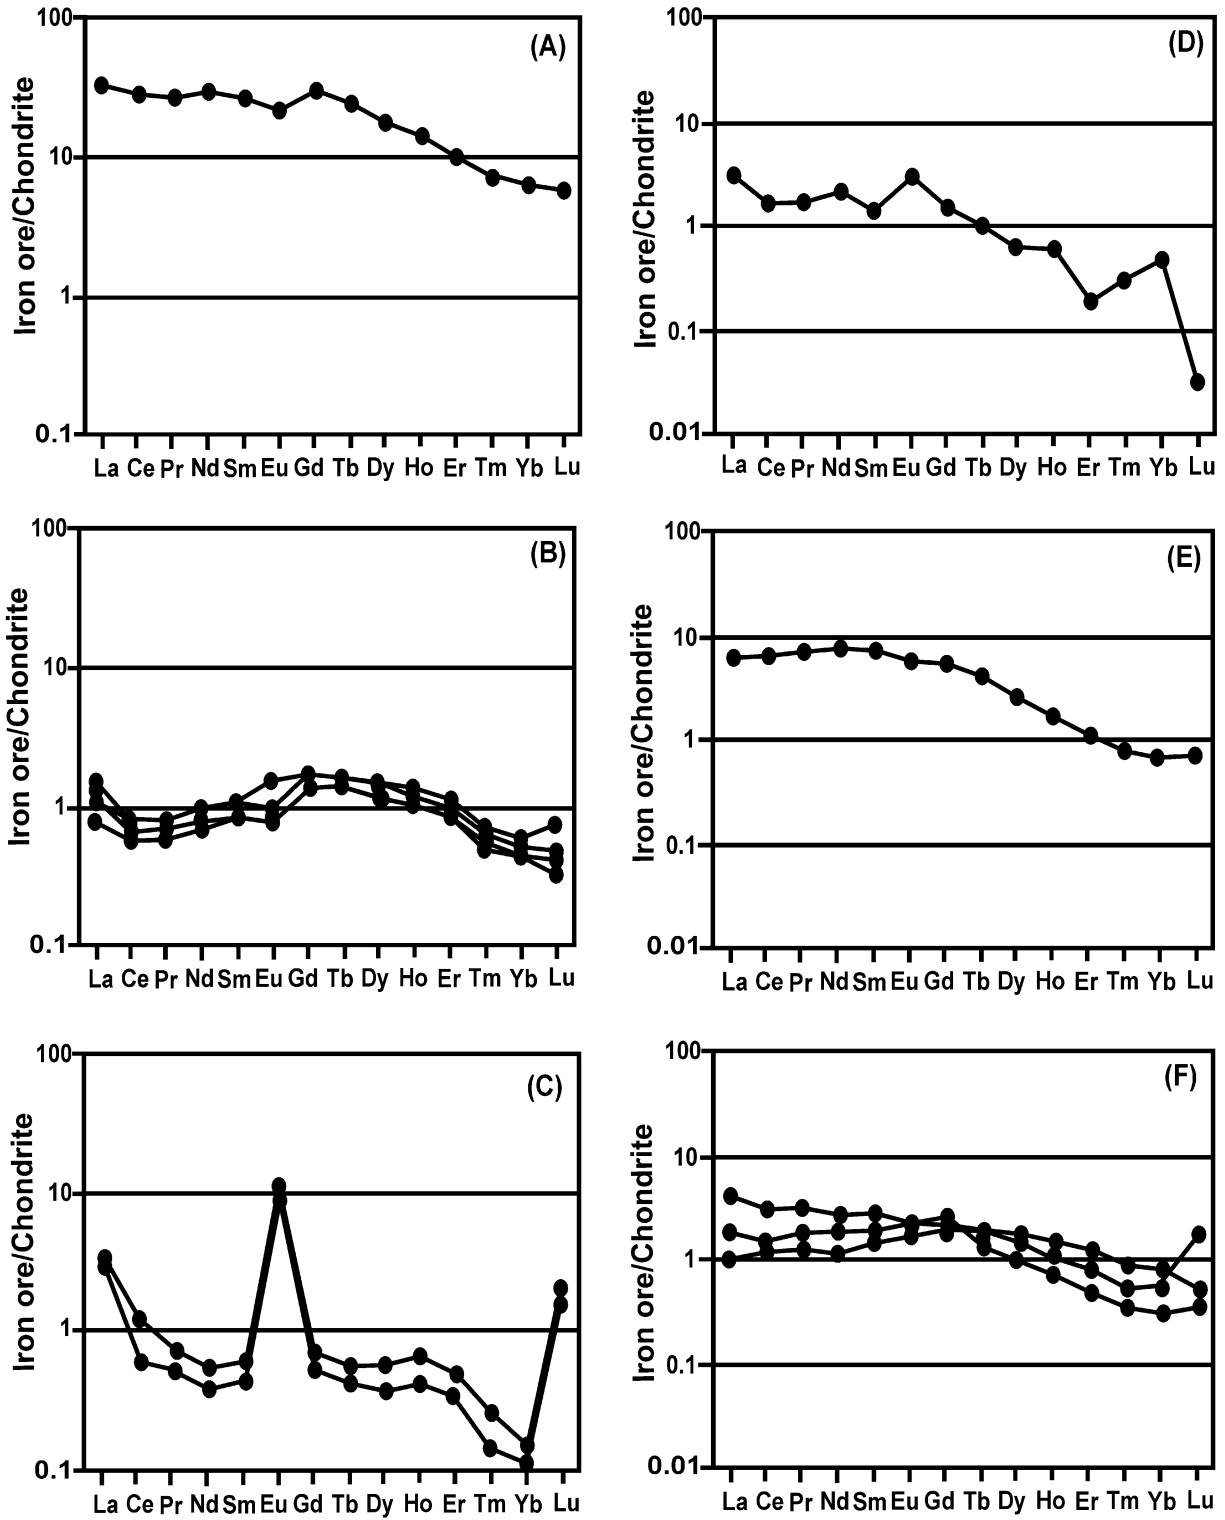 (A)
Iron ore/Chondrite
100
10
1
0.1
La Ce Pr Nd Sm Eu Gd Tb Dy Ho Er Tm Yb Lu
(D)
Iron ore/Chondrite
100
10
1
0.1
0.01
La Ce Pr Nd Sm Eu Gd Tb Dy Ho Er Tm Yb Lu
(B)
Iron ore/Chondrite
100
10
1
0.1
La Ce Pr Nd Sm Eu Gd Tb Dy Ho Er Tm Yb Lu
(E)
Iron ore/Chondrite
100
10
1
0.1
0.01
La Ce Pr Nd Sm Eu Gd Tb Dy Ho Er Tm Yb Lu
(C)
Iron ore/Chondrite
100
10
1
0.1
La Ce Pr Nd Sm Eu Gd Tb Dy Ho Er Tm Yb Lu
(F)
Iron ore/Chondrite
100
10
1
0.1
0.01
La Ce Pr Nd Sm Eu Gd Tb Dy Ho Er Tm Yb Lu